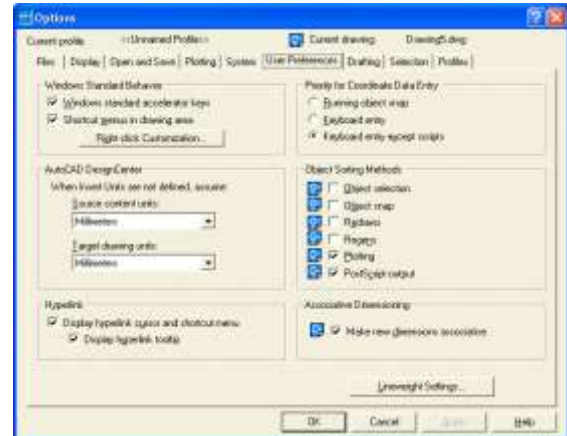 Options
Current profile: <<Unnamed Profile>> Current drawing: Drawing5.dwg
Files Display Open and Save Plotting System User Preferences Drafting Selection Profiles
Windows Standard Behavior
Windows standard accelerator keys
Shortcut menus in drawing area
Right-click Customization...
Priority for Coordinate Data Entry
Running object snap
Keyboard entry
Keyboard entry except scripts
AutoCAD DesignCenter
When Insert Units are not defined, assume:
Source content units:
Millimeters
Target drawing units:
Millimeters
Object Sorting Methods
Object selection
Object snap
Redraws
Regens
Plotting
PostScript output
Hyperlink
Display hyperlink cursor and shortcut menu
Display hyperlink tooltip
Associative Dimensioning
Make new dimensions associative
Lineweight Settings...
OK Cancel Apply Help